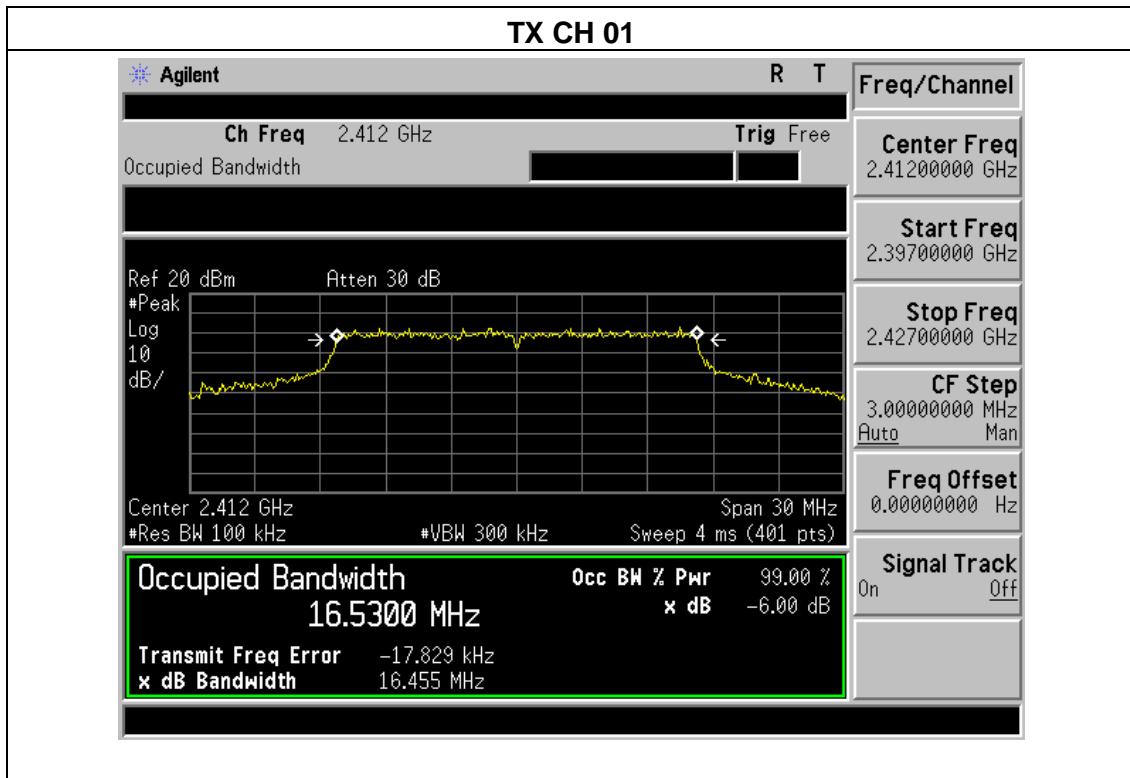 TX CH 01
Agilent R T
Ch Freq 2.412 GHz Trig Free
Occupied Bandwidth
Ref 20 dBm Atten 30 dB
#Peak
Log
10
dB/
Center 2.412 GHz Span 30 MHz
#Res BW 100 kHz #VBW 300 kHz Sweep 4 ms (401 pts)
Occupied Bandwidth Occ BW % Pwr 99.00 %
16.5300 MHz x dB -6.00 dB
Transmit Freq Error -17.829 kHz
x dB Bandwidth 16.455 MHz
Freq/Channel
Center Freq
2.41200000 GHz
Start Freq
2.39700000 GHz
Stop Freq
2.42700000 GHz
CF Step
3.00000000 MHz
Auto Man
Freq Offset
0.00000000 Hz
Signal Track
On Off